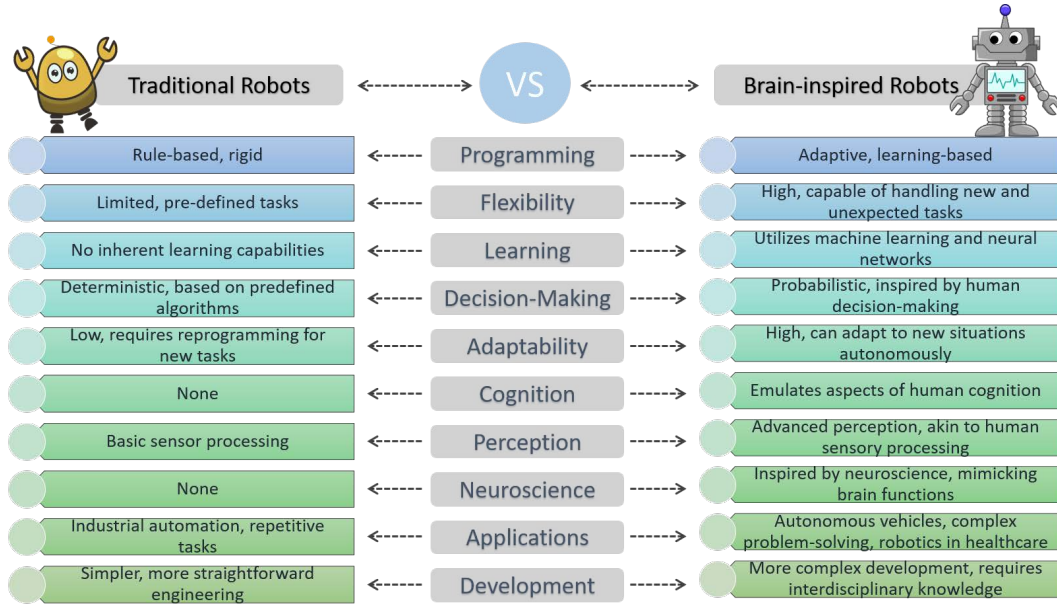 Traditional Robots
VS
Brain-inspired Robots
Rule-based, rigid
Programming
Adaptive, learning-based
Limited, pre-defined tasks
Flexibility
High, capable of handling new and
unexpected tasks
No inherent learning capabilities
Learning
Utilizes machine learning and neural
networks
Deterministic, based on predefined
algorithms
Decision-Making
Probabilistic, inspired by human
decision-making
Low, requires reprogramming for
new tasks
Adaptability
High, can adapt to new situations
autonomously
None
Cognition
Emulates aspects of human cognition
Basic sensor processing
Perception
Advanced perception, akin to human
sensory processing
None
Neuroscience
Inspired by neuroscience, mimicking
brain functions
Industrial automation, repetitive
tasks
Applications
Autonomous vehicles, complex
problem-solving, robotics in healthcare
Simpler, more straightforward
engineering
Development
More complex development, requires
interdisciplinary knowledge